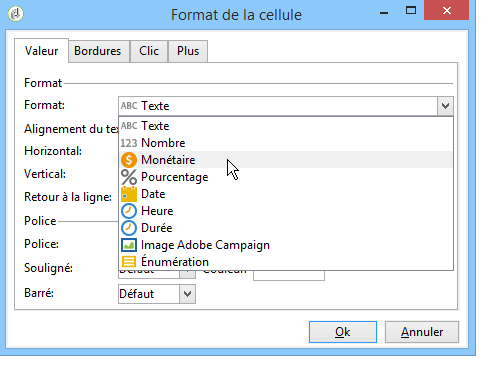 Format de la cellule
Valeur Bordures Clic Plus
Format
Format: ABC Texte
Alignement du tex
ABC Texte
Horizontal:
123 Nombre
$ Monétaire
Vertical:
% Pourcentage
Retour à la ligne:
Date
Police
Heure
Police:
Durée
Image Adobe Campaign
Souligné:
Énumération
Barré: Défaut
Ok Annuler